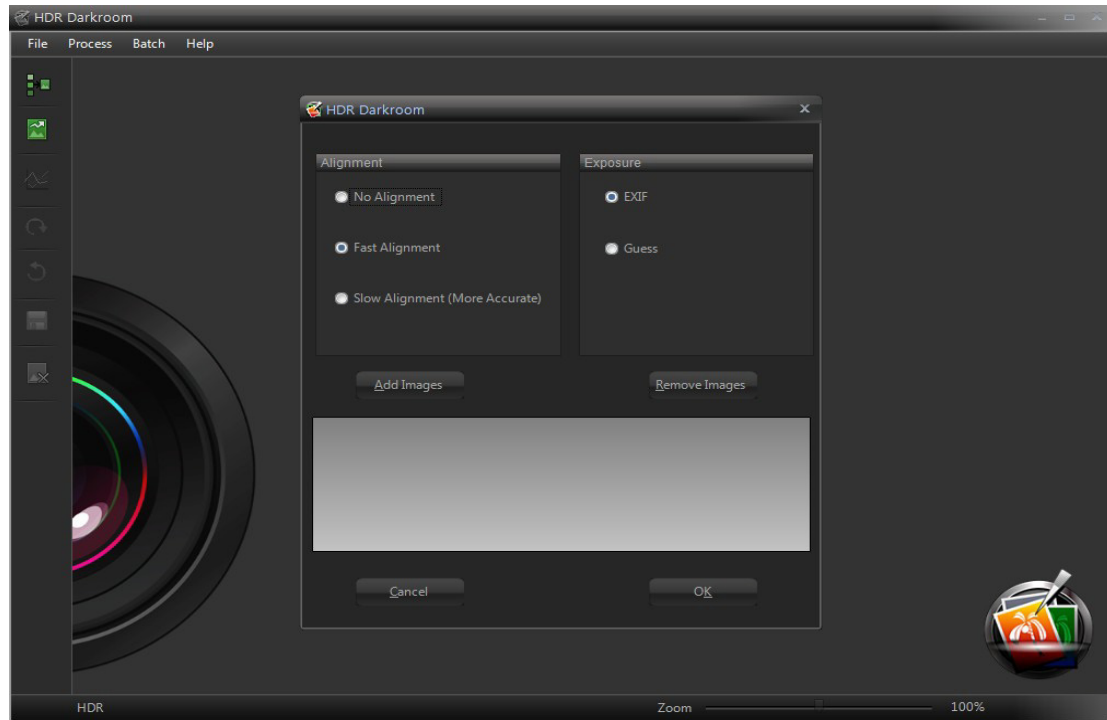 HDR Darkroom
File Process Batch Help
HDR Darkroom
Alignment
Exposure
No Alignment
EXIF
Fast Alignment
Guess
Slow Alignment (More Accurate)
Add Images
Remove Images
Cancel
OK
HDR
Zoom
100%